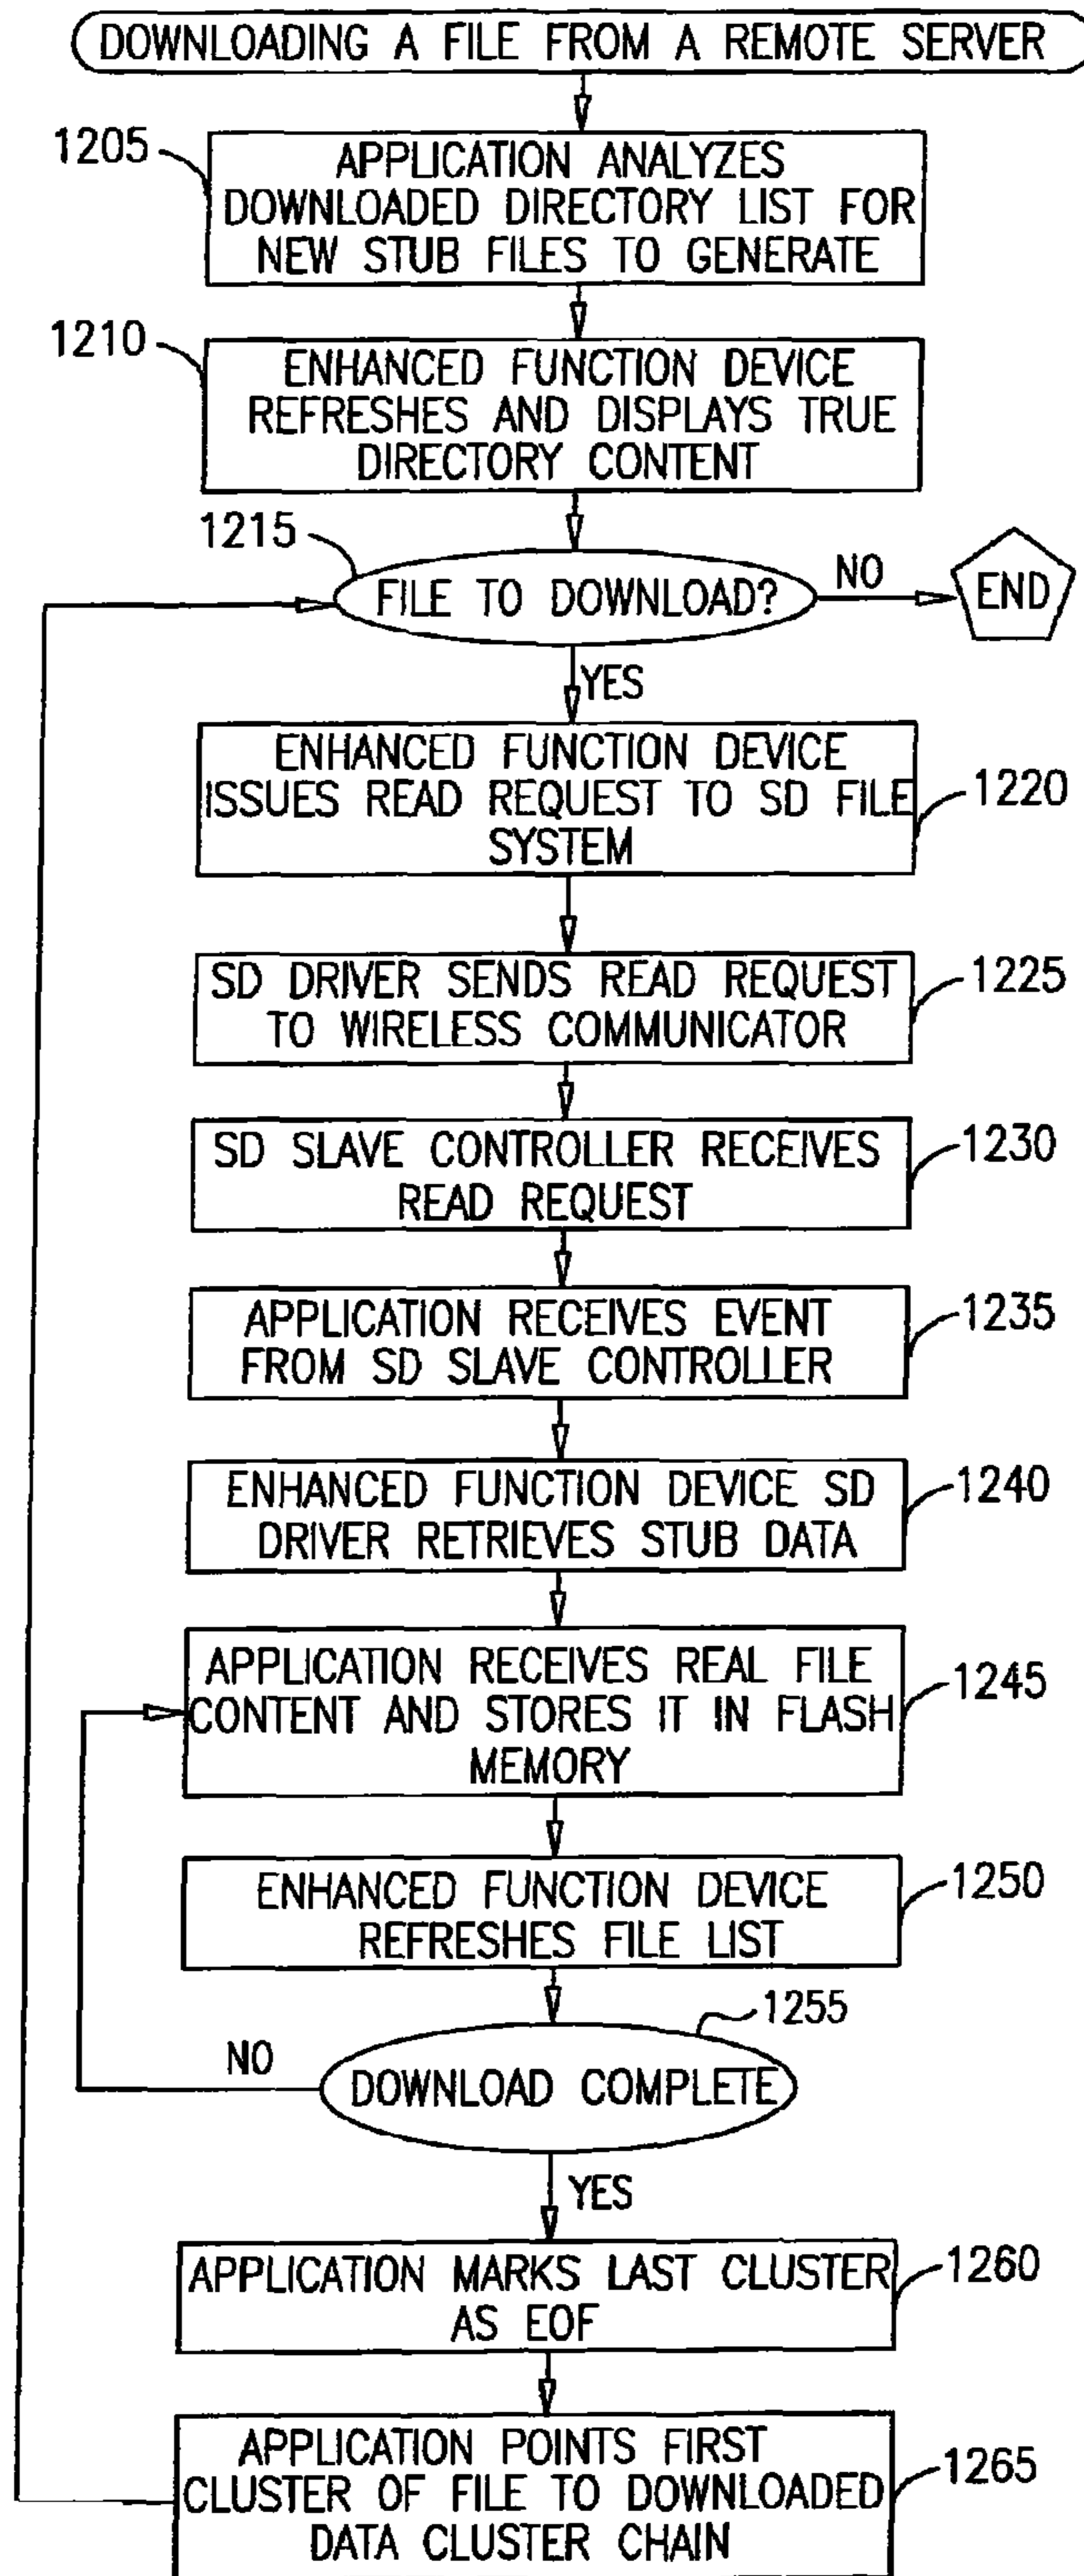 DOWNLOADING A FILE FROM A REMOTE SERVER
1205
APPLICATION ANALYZES
DOWNLOADED DIRECTORY LIST FOR
NEW STUB FILES TO GENERATE
1210
ENHANCED FUNCTION DEVICE
REFRESHES AND DISPLAYS TRUE
DIRECTORY CONTENT
1215
FILE TO DOWNLOAD?
NO
END
YES
ENHANCED FUNCTION DEVICE
ISSUES READ REQUEST TO SD FILE
SYSTEM
1220
SD DRIVER SENDS READ REQUEST
TO WIRELESS COMMUNICATOR
1225
SD SLAVE CONTROLLER RECEIVES
READ REQUEST
1230
APPLICATION RECEIVES EVENT
FROM SD SLAVE CONTROLLER
1235
ENHANCED FUNCTION DEVICE SD
DRIVER RETRIEVES STUB DATA
1240
APPLICATION RECEIVES REAL FILE
CONTENT AND STORES IT IN FLASH
MEMORY
1245
ENHANCED FUNCTION DEVICE
REFRESHES FILE LIST
1250
1255
DOWNLOAD COMPLETE
NO
YES
APPLICATION MARKS LAST CLUSTER
AS EOF
1260
APPLICATION POINTS FIRST
CLUSTER OF FILE TO DOWNLOADED
DATA CLUSTER CHAIN
1265